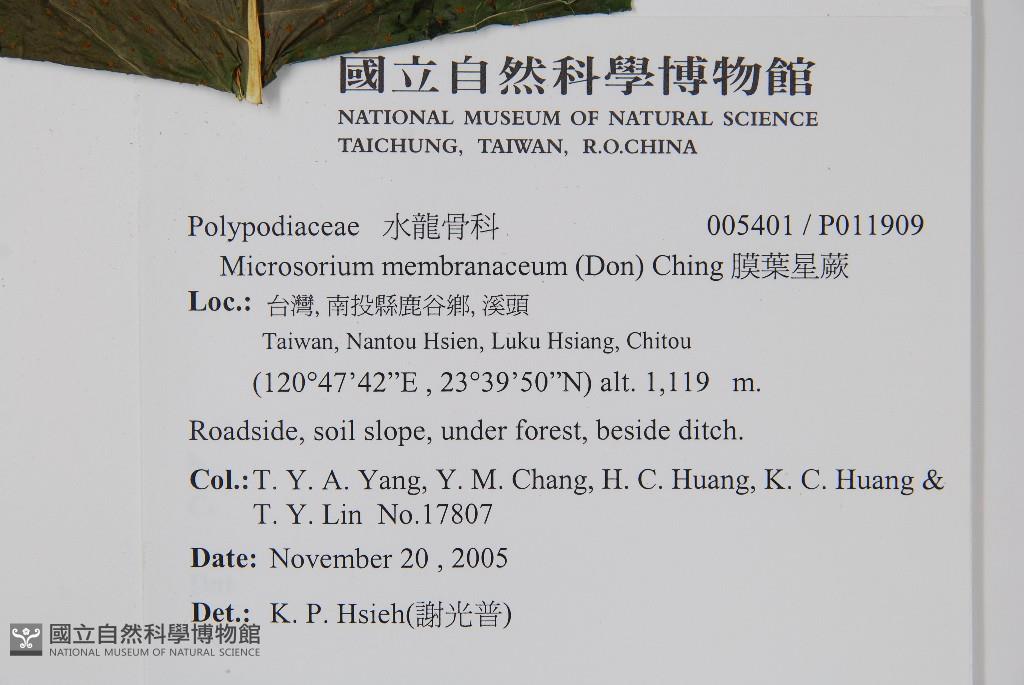 國立自然科學博物館
NATIONAL MUSEUM OF NATURAL SCIENCE
TAICHUNG, TAIWAN, R.O.CHINA
Polypodiaceae 水龍骨科 005401 / P011909
Microsorium membranaceum (Don) Ching 膜葉星蕨
Loc.: 台灣, 南投縣鹿谷鄉, 溪頭
Taiwan, Nantou Hsien, Luku Hsiang, Chitou
(120°47’42”E , 23°39’50”N) alt. 1,119 m.
Roadside, soil slope, under forest, beside ditch.
Col.: T. Y. A. Yang, Y. M. Chang, H. C. Huang, K. C. Huang &
T. Y. Lin No.17807
Date: November 20 , 2005
Det.: K. P. Hsieh(謝光普)
國立自然科學博物館
NATIONAL MUSEUM OF NATURAL SCIENCE